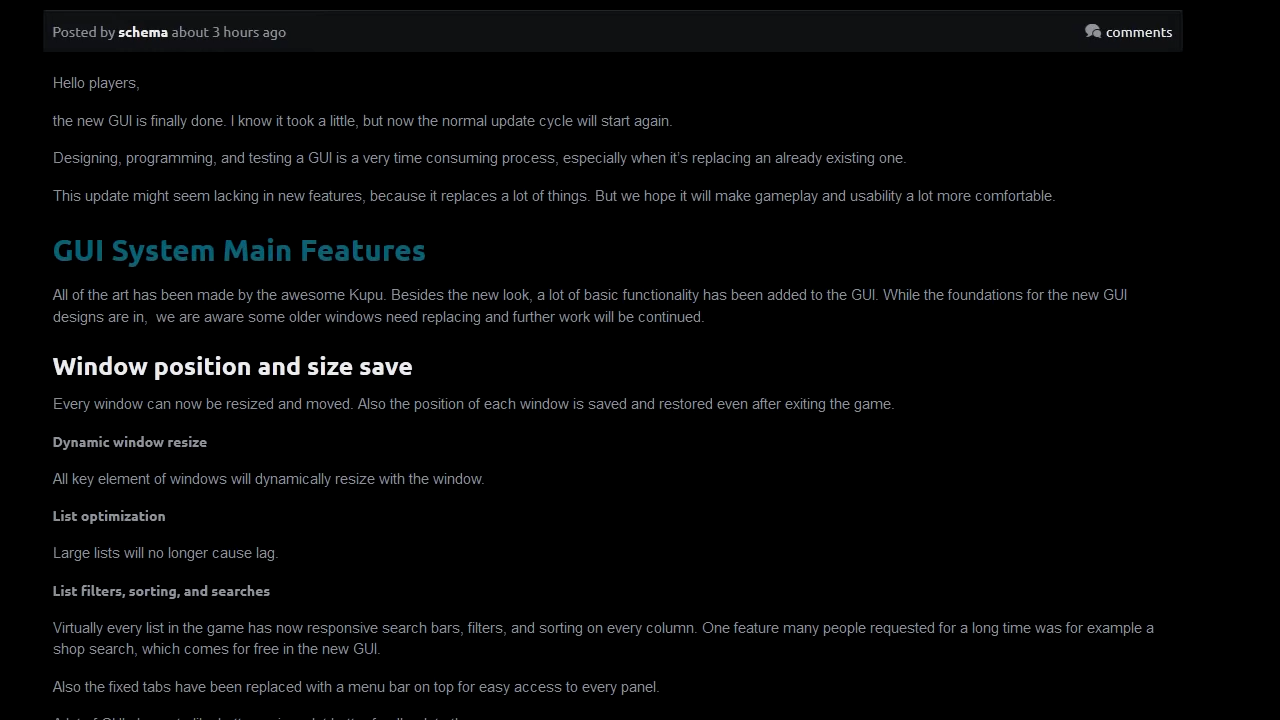 Posted by schema about 3 hours ago
comments
Hello players,
the new GUI is finally done. I know it took a little, but now the normal update cycle will start again.
Designing, programming, and testing a GUI is a very time consuming process, especially when it's replacing an already existing one.
This update might seem lacking in new features, because it replaces a lot of things. But we hope it will make gameplay and usability a lot more comfortable.
GUI System Main Features
All of the art has been made by the awesome Kupu. Besides the new look, a lot of basic functionality has been added to the GUI. While the foundations for the new GUI
designs are in,  we are aware some older windows need replacing and further work will be continued.
Window position and size save
Every window can now be resized and moved. Also the position of each window is saved and restored even after exiting the game.
Dynamic window resize
All key element of windows will dynamically resize with the window.
List optimization
Large lists will no longer cause lag.
List filters, sorting, and searches
Virtually every list in the game has now responsive search bars, filters, and sorting on every column. One feature many people requested for a long time was for example a
shop search, which comes for free in the new GUI.
Also the fixed tabs have been replaced with a menu bar on top for easy access to every panel.